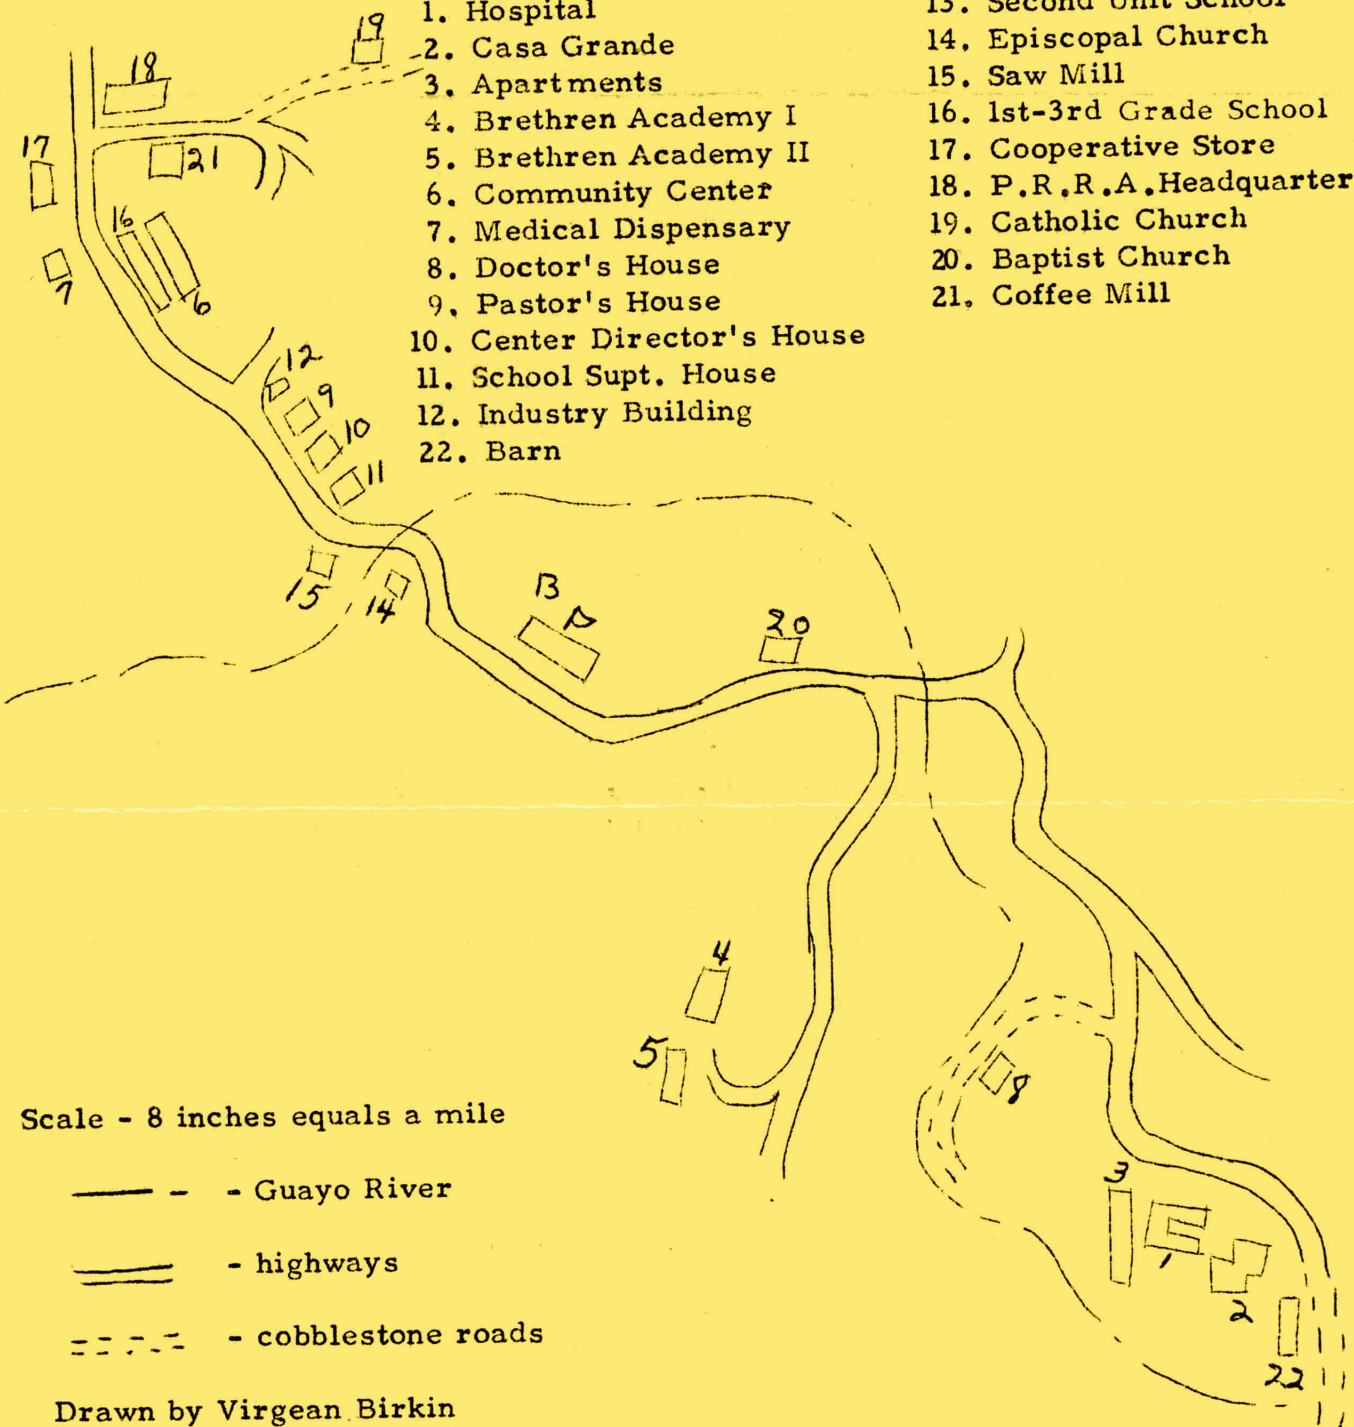 1. Hospital
2. Casa Grande
3. Apartments
4. Brethren Academy I
5. Brethren Academy II
6. Community Center
7. Medical Dispensary
8. Doctor's House
9. Pastor's House
10. Center Director's House
11. School Supt. House
12. Industry Building
22. Barn
13. Second Unit School
14. Episcopal Church
15. Saw Mill
16. 1st-3rd Grade School
17. Cooperative Store
18. P.R.R.A.Headquarter
19. Catholic Church
20. Baptist Church
21. Coffee Mill
19
18
17
21
16
7
6
12
9
10
11
15
14
13
20
4
5
8
3
1
2
22
Scale - 8 inches equals a mile
- Guayo River
- highways
- cobblestone roads
Drawn by Virgean Birkin